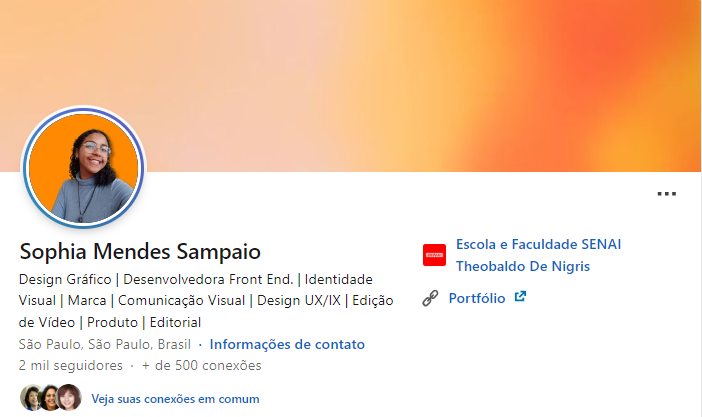 Sophia Mendes Sampaio
Design Gráfico | Desenvolvedora Front End. | Identidade
Visual | Marca | Comunicação Visual | Design UX/IX | Edição
de Vídeo | Produto | Editorial
São Paulo, São Paulo, Brasil · Informações de contato
2 mil seguidores · + de 500 conexões
Veja suas conexões em comum
Escola e Faculdade SENAI
Theobaldo De Nigris
Portfólio